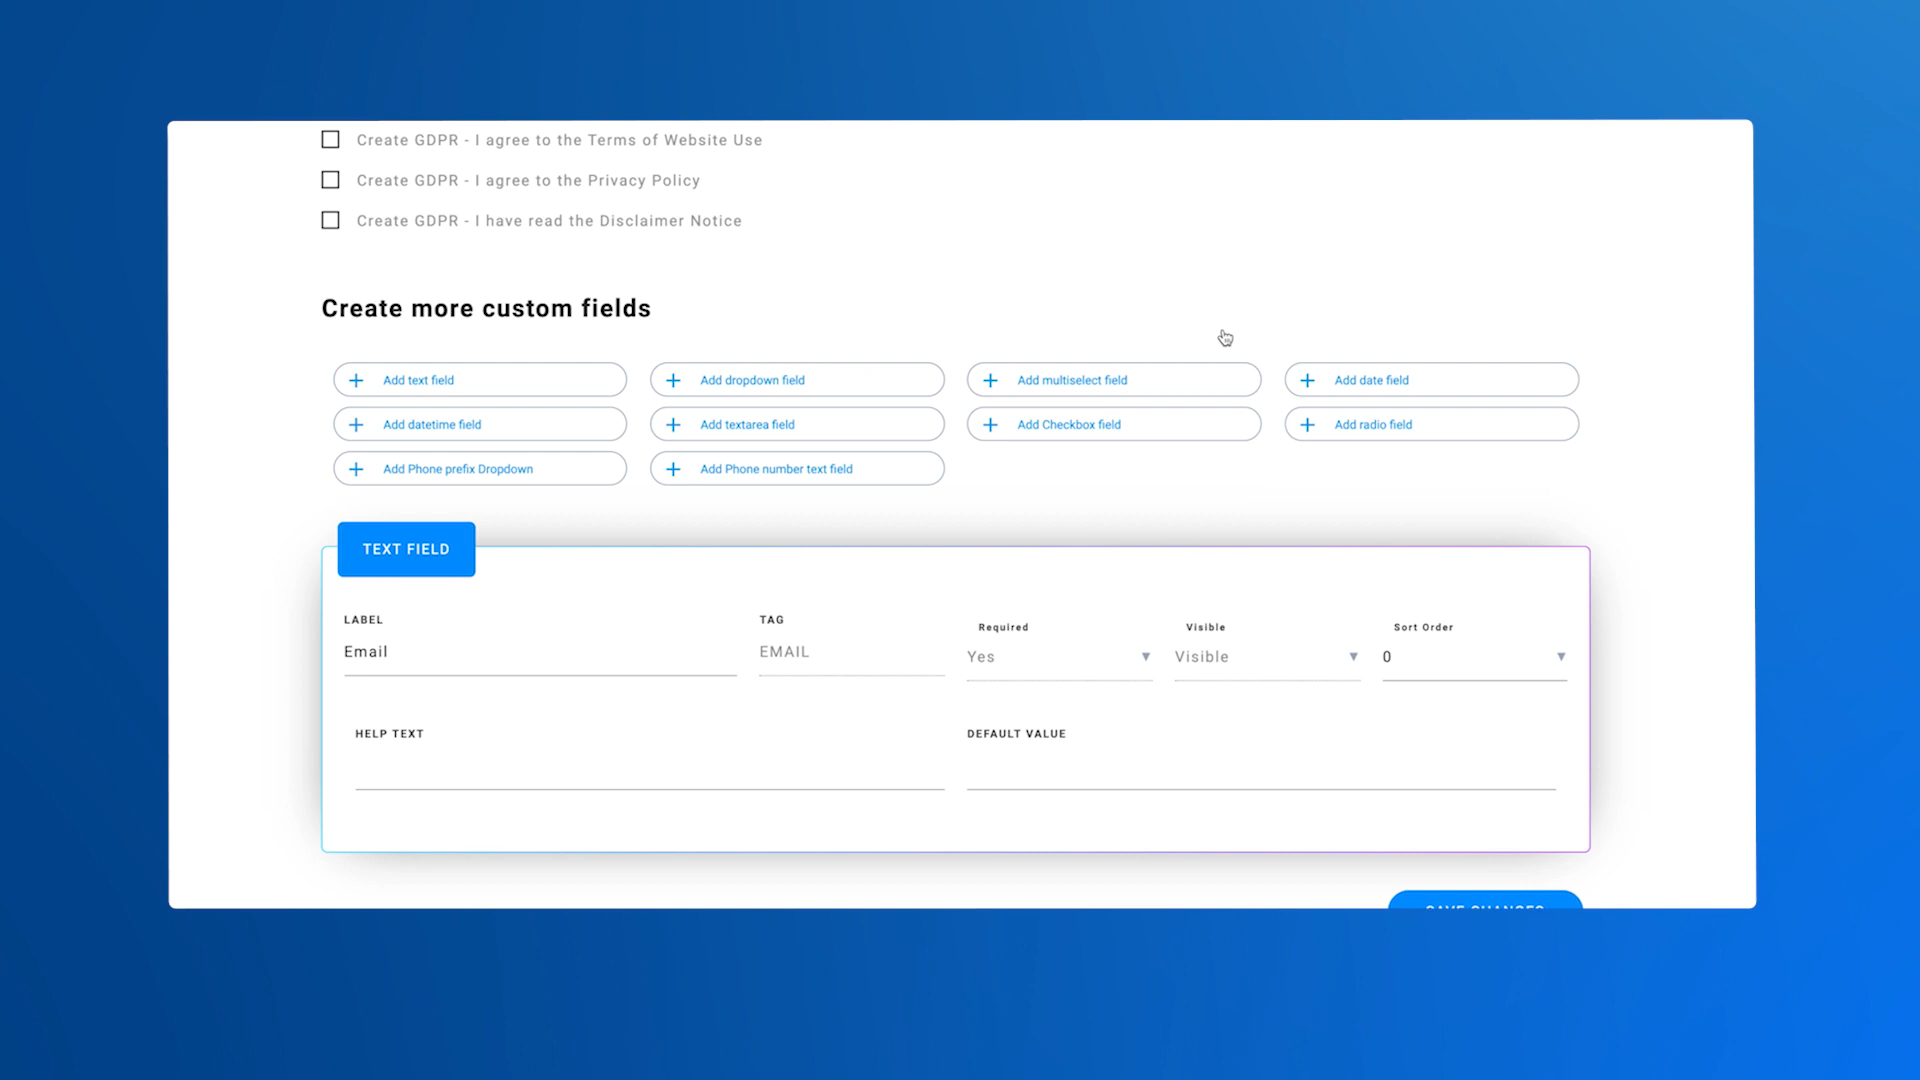 Create GDPR - I agree to the Terms of Website Use
Create GDPR - I agree to the Privacy Policy
Create GDPR - I have read the Disclaimer Notice
Create more custom fields
Add text field
Add dropdown field
Add multiselect field
Add date field
Add datetime field
Add textarea field
Add Checkbox field
Add radio field
Add Phone prefix Dropdown
Add Phone number text field
TEXT FIELD
LABEL
TAG
Required
Visible
Sort Order
Email
EMAIL
Yes
Visible
0
HELP TEXT
DEFAULT VALUE
SAVE CHANGES